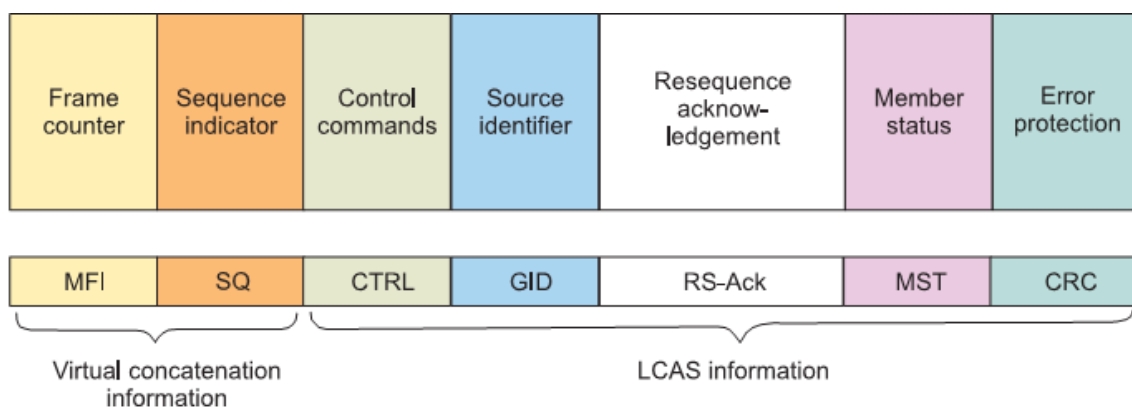 Frame
counter
Sequence
indicator
Control
commands
Source
identifier
Resequence
acknow-
ledgement
Member
status
Error
protection
MFI
SQ
CTRL
GID
RS–Ack
MST
CRC
Virtual concatenation
information
LCAS information